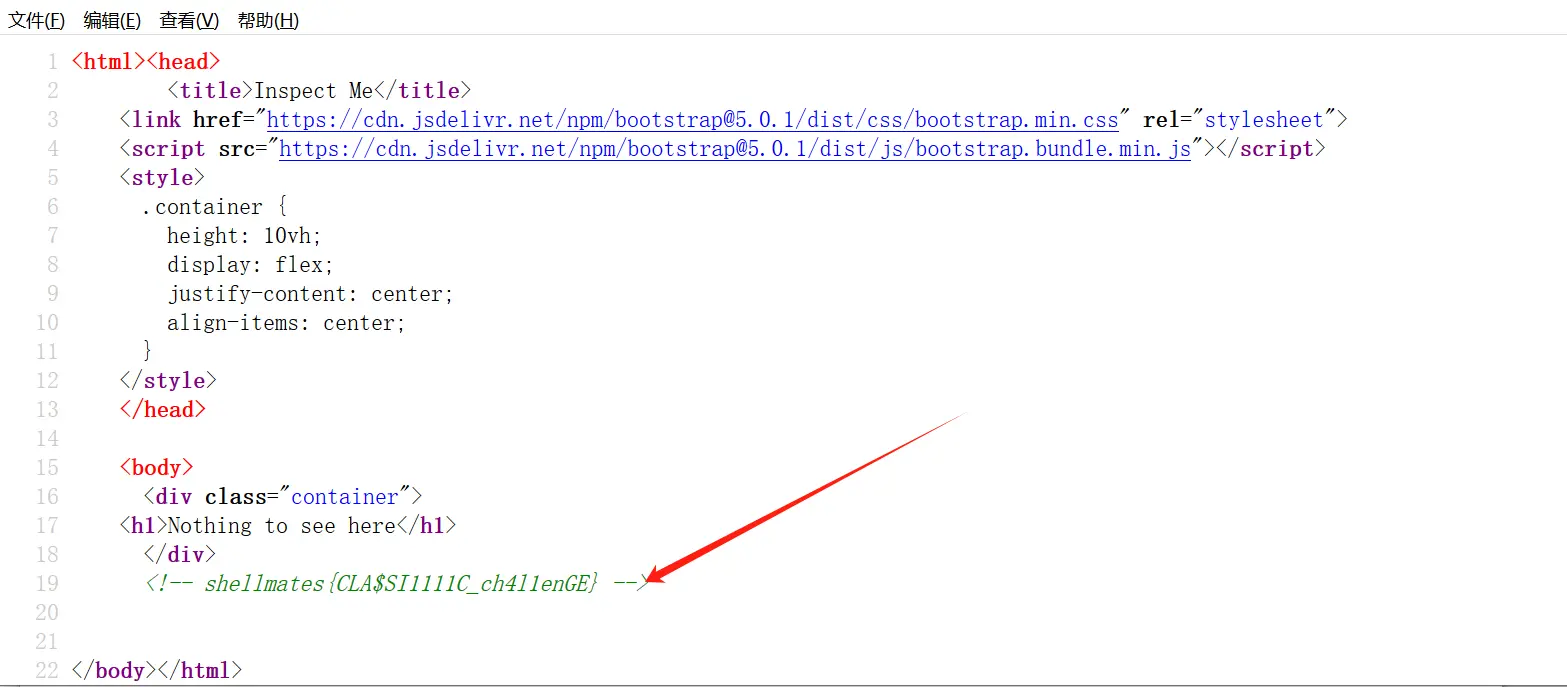 文件(F) 编辑(E) 查看(V) 帮助(H)
1 <html><head>
2 <title>Inspect Me</title>
3 <link href="https://cdn.jsdelivr.net/npm/bootstrap@5.0.1/dist/css/bootstrap.min.css" rel="stylesheet">
4 <script src="https://cdn.jsdelivr.net/npm/bootstrap@5.0.1/dist/js/bootstrap.bundle.min.js"></script>
5 <style>
6 .container {
7 height: 10vh;
8 display: flex;
9 justify-content: center;
10 align-items: center;
11 }
12 </style>
13 </head>
14
15 <body>
16 <div class="container">
17 <h1>Nothing to see here</h1>
18 </div>
19 <!-- shellmates{CLA$SI1111C_ch4l1enGE} -->
20
21
22 </body></html>